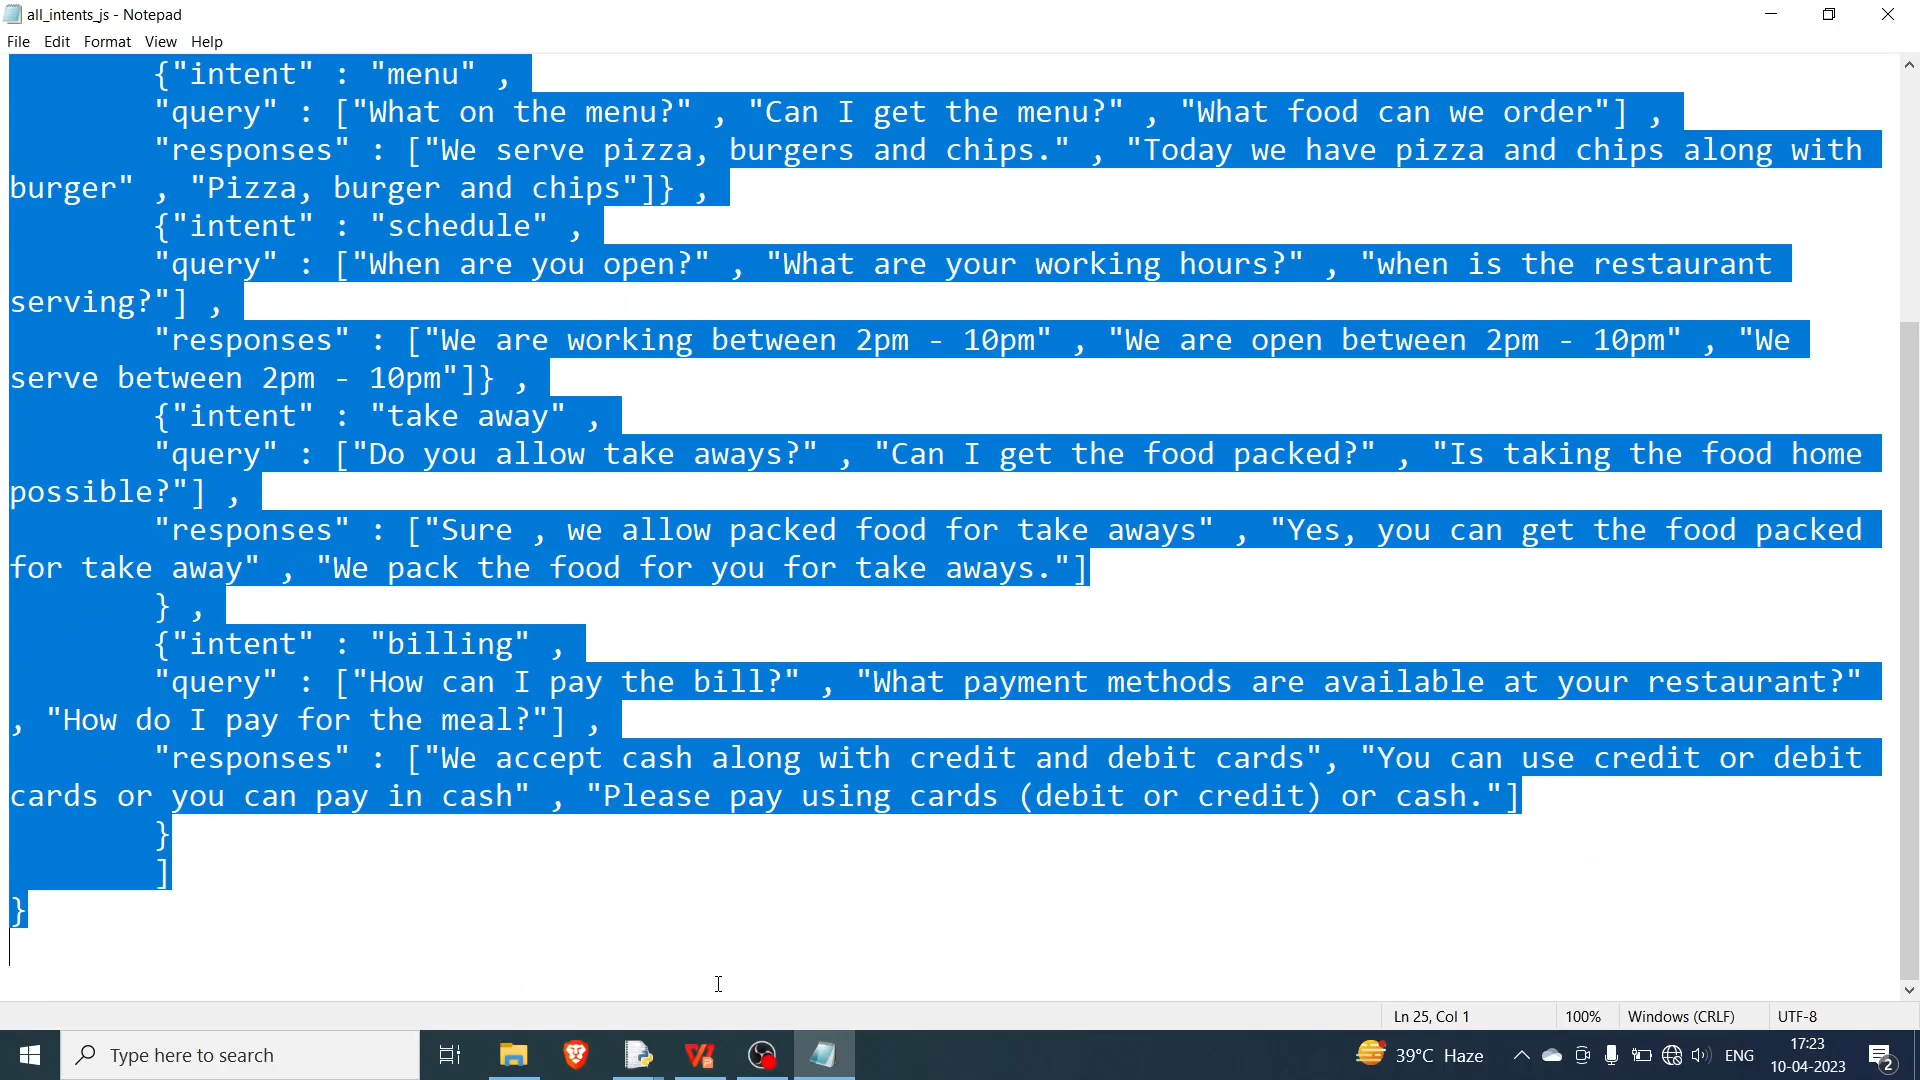 all_intents_js - Notepad
File Edit Format View Help
{"intent" : "menu" ,
"query" : ["What on the menu?" , "Can I get the menu?" , "What food can we order"] ,
"responses" : ["We serve pizza, burgers and chips." , "Today we have pizza and chips along with
burger" , "Pizza, burger and chips"]} ,
{"intent" : "schedule" ,
"query" : ["When are you open?" , "What are your working hours?" , "when is the restaurant
serving?"] ,
"responses" : ["We are working between 2pm - 10pm" , "We are open between 2pm - 10pm" , "We
serve between 2pm - 10pm"]} ,
{"intent" : "take away" ,
"query" : ["Do you allow take aways?" , "Can I get the food packed?" , "Is taking the food home
possible?"] ,
"responses" : ["Sure , we allow packed food for take aways" , "Yes, you can get the food packed
for take away" , "We pack the food for you for take aways."]
} ,
{"intent" : "billing" ,
"query" : ["How can I pay the bill?" , "What payment methods are available at your restaurant?"
, "How do I pay for the meal?"] ,
"responses" : ["We accept cash along with credit and debit cards", "You can use credit or debit
cards or you can pay in cash" , "Please pay using cards (debit or credit) or cash."]
}
]
}
Ln 25, Col 1 100% Windows (CRLF) UTF-8
Type here to search
39°C Haze
ENG
17:23
10-04-2023
2